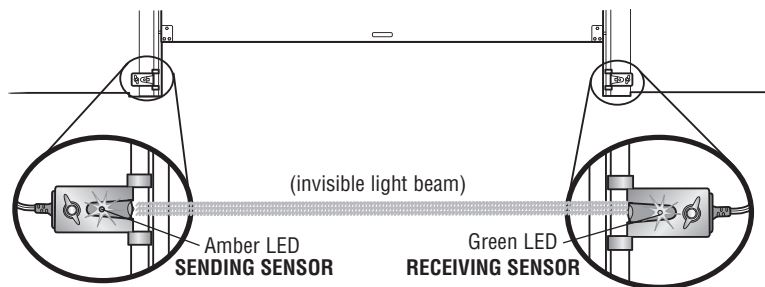 (invisible light beam)
Amber LED
SENDING SENSOR
Green LED
RECEIVING SENSOR